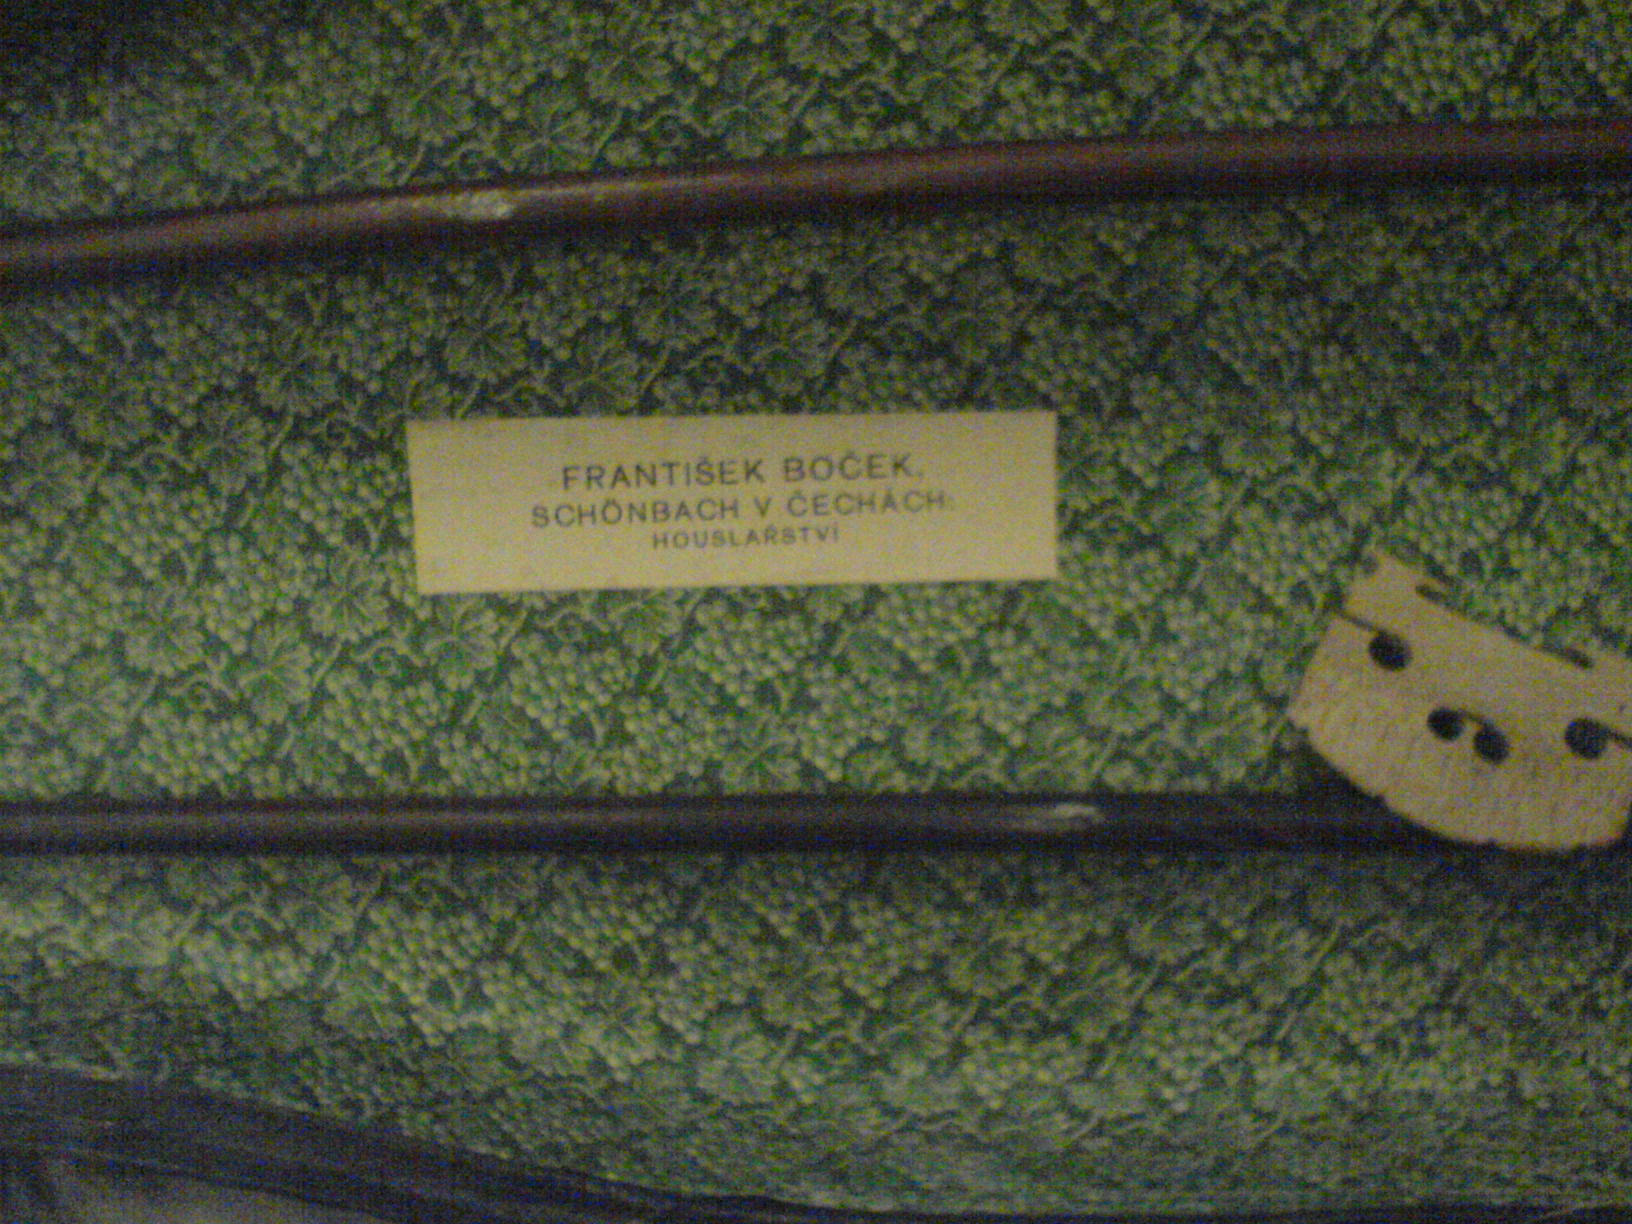 FRANTIŠEK BOČEK,
SCHÖNBACH V ČECHÁCH.
HOUSLAŘSTVÍ